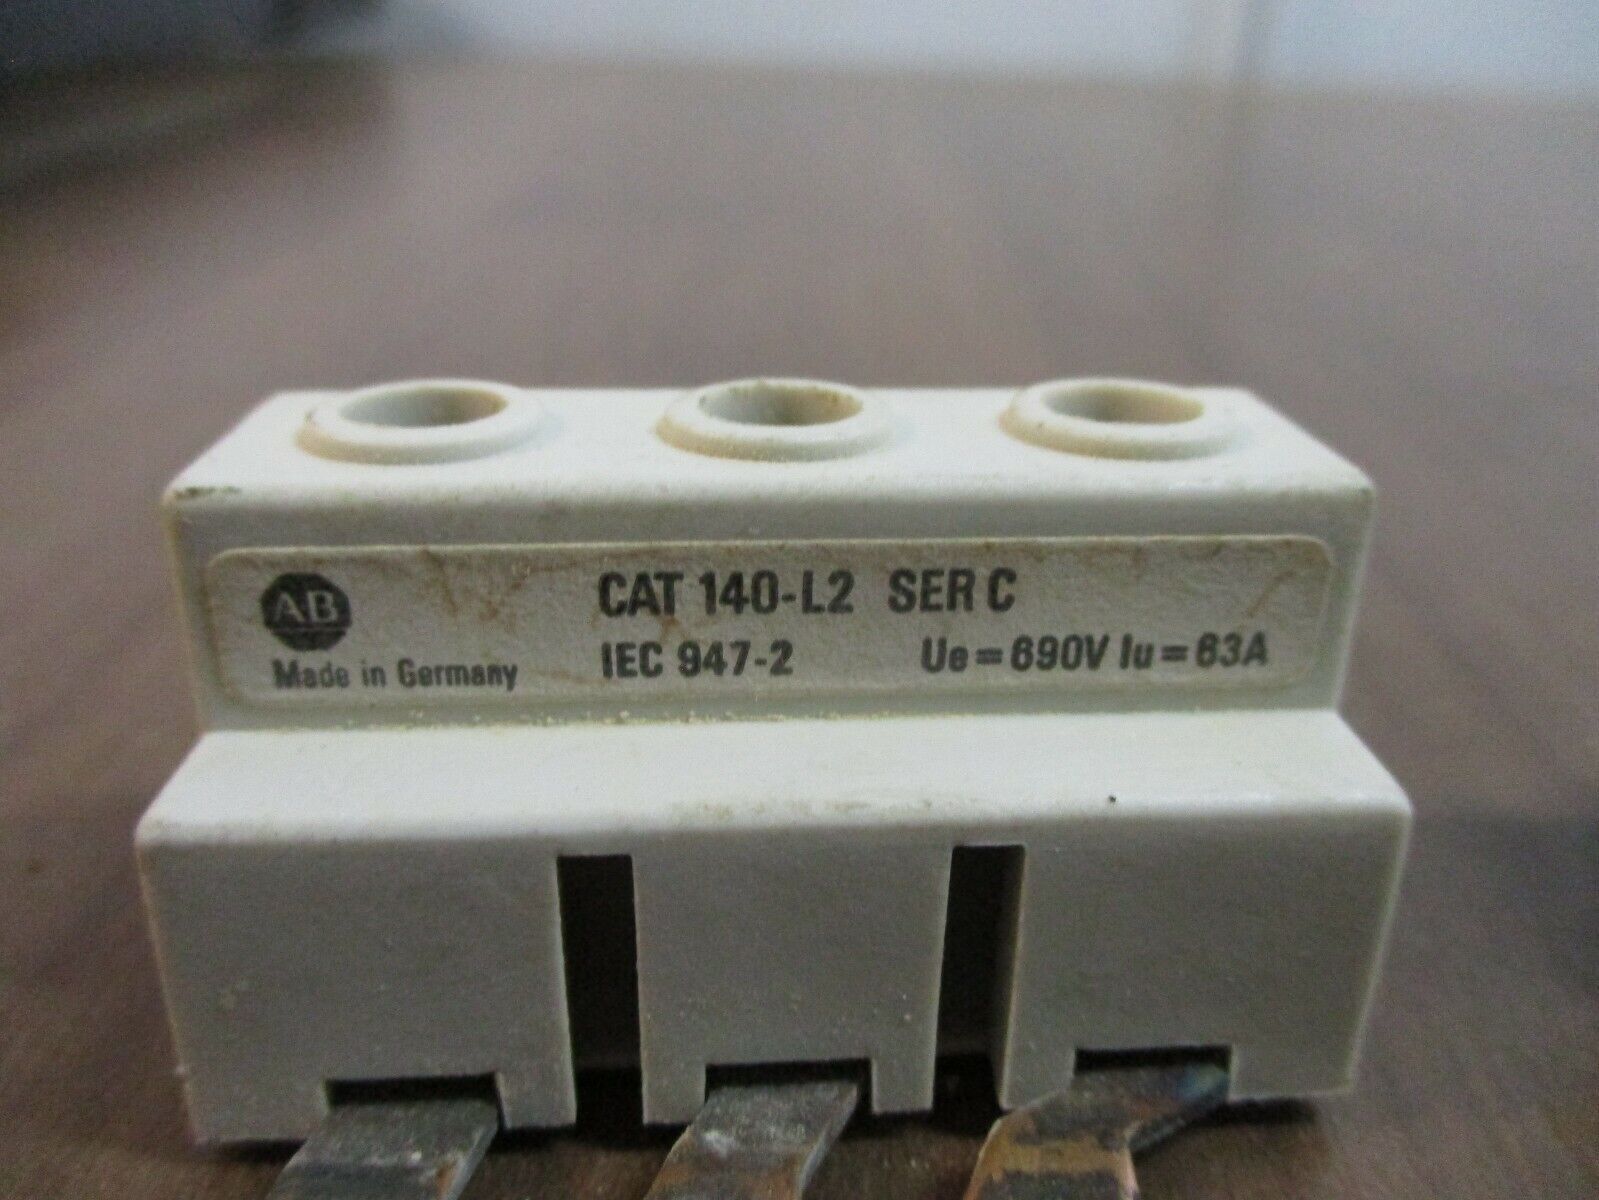 AB
CAT 140-L2 SER C
Made in Germany
IEC 947-2
Ue=690V Iu=63A